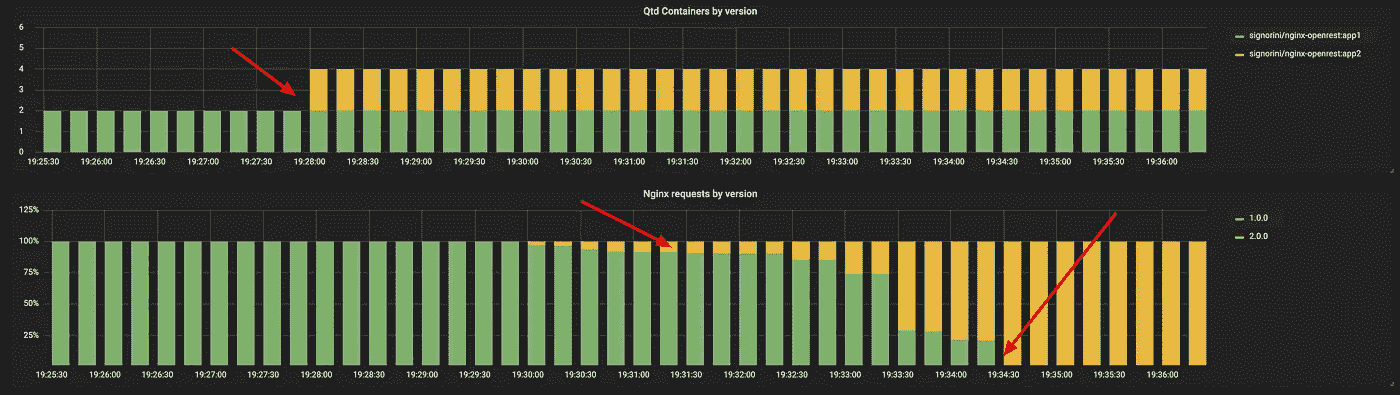 Qtd Containers by version
6
5
4
3
2
1
0
19:25:30 19:26:00 19:26:30 19:27:00 19:27:30 19:28:00 19:28:30 19:29:00 19:29:30 19:30:00 19:30:30 19:31:00 19:31:30 19:32:00 19:32:30 19:33:00 19:33:30 19:34:00 19:34:30 19:35:00 19:35:30 19:36:00
signorini/nginx-openrest:app1
signorini/nginx-openrest:app2
Nginx requests by version
125%
100%
75%
50%
25%
19:25:30 19:26:00 19:26:30 19:27:00 19:27:30 19:28:00 19:28:30 19:29:00 19:29:30 19:30:00 19:30:30 19:31:00 19:31:30 19:32:00 19:32:30 19:33:00 19:33:30 19:34:00 19:34:30 19:35:00 19:35:30 19:36:00
1.0.0
2.0.0